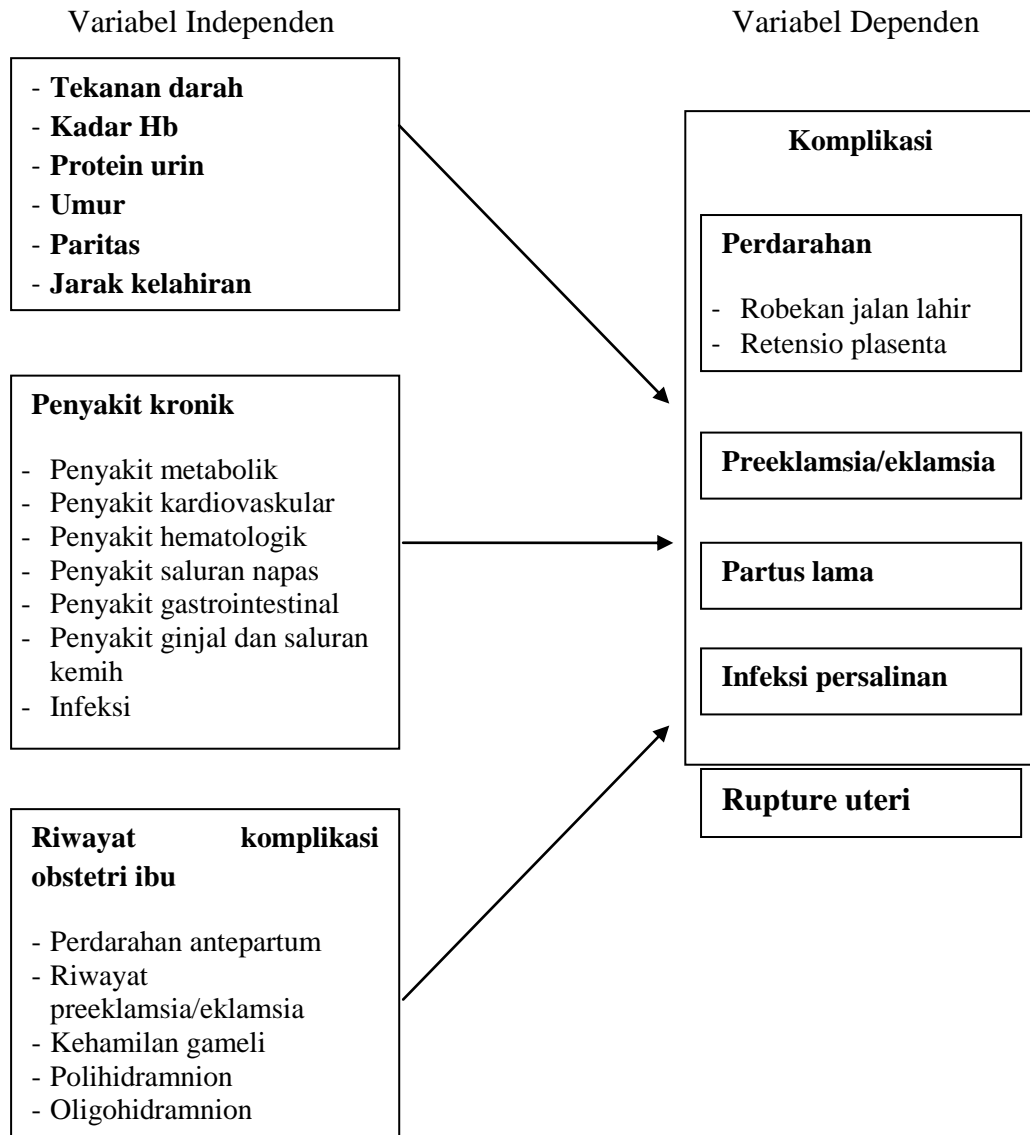 Variabel Independen
- Tekanan darah
- Kadar Hb
- Protein urin
- Umur
- Paritas
- Jarak kelahiran
Penyakit kronik
- Penyakit metabolik
- Penyakit kardiovaskular
- Penyakit hematologik
- Penyakit saluran napas
- Penyakit gastrointestinal
- Penyakit ginjal dan saluran
kemih
- Infeksi
Riwayat komplikasi
obstetri ibu
- Perdarahan antepartum
- Riwayat
preeklamsia/eklamsia
- Kehamilan gameli
- Polihidramnion
- Oligohidramnion
Variabel Dependen
Komplikasi
Perdarahan
- Robekan jalan lahir
- Retensio plasenta
Preeklamsia/eklamsia
Partus lama
Infeksi persalinan
Rupture uteri